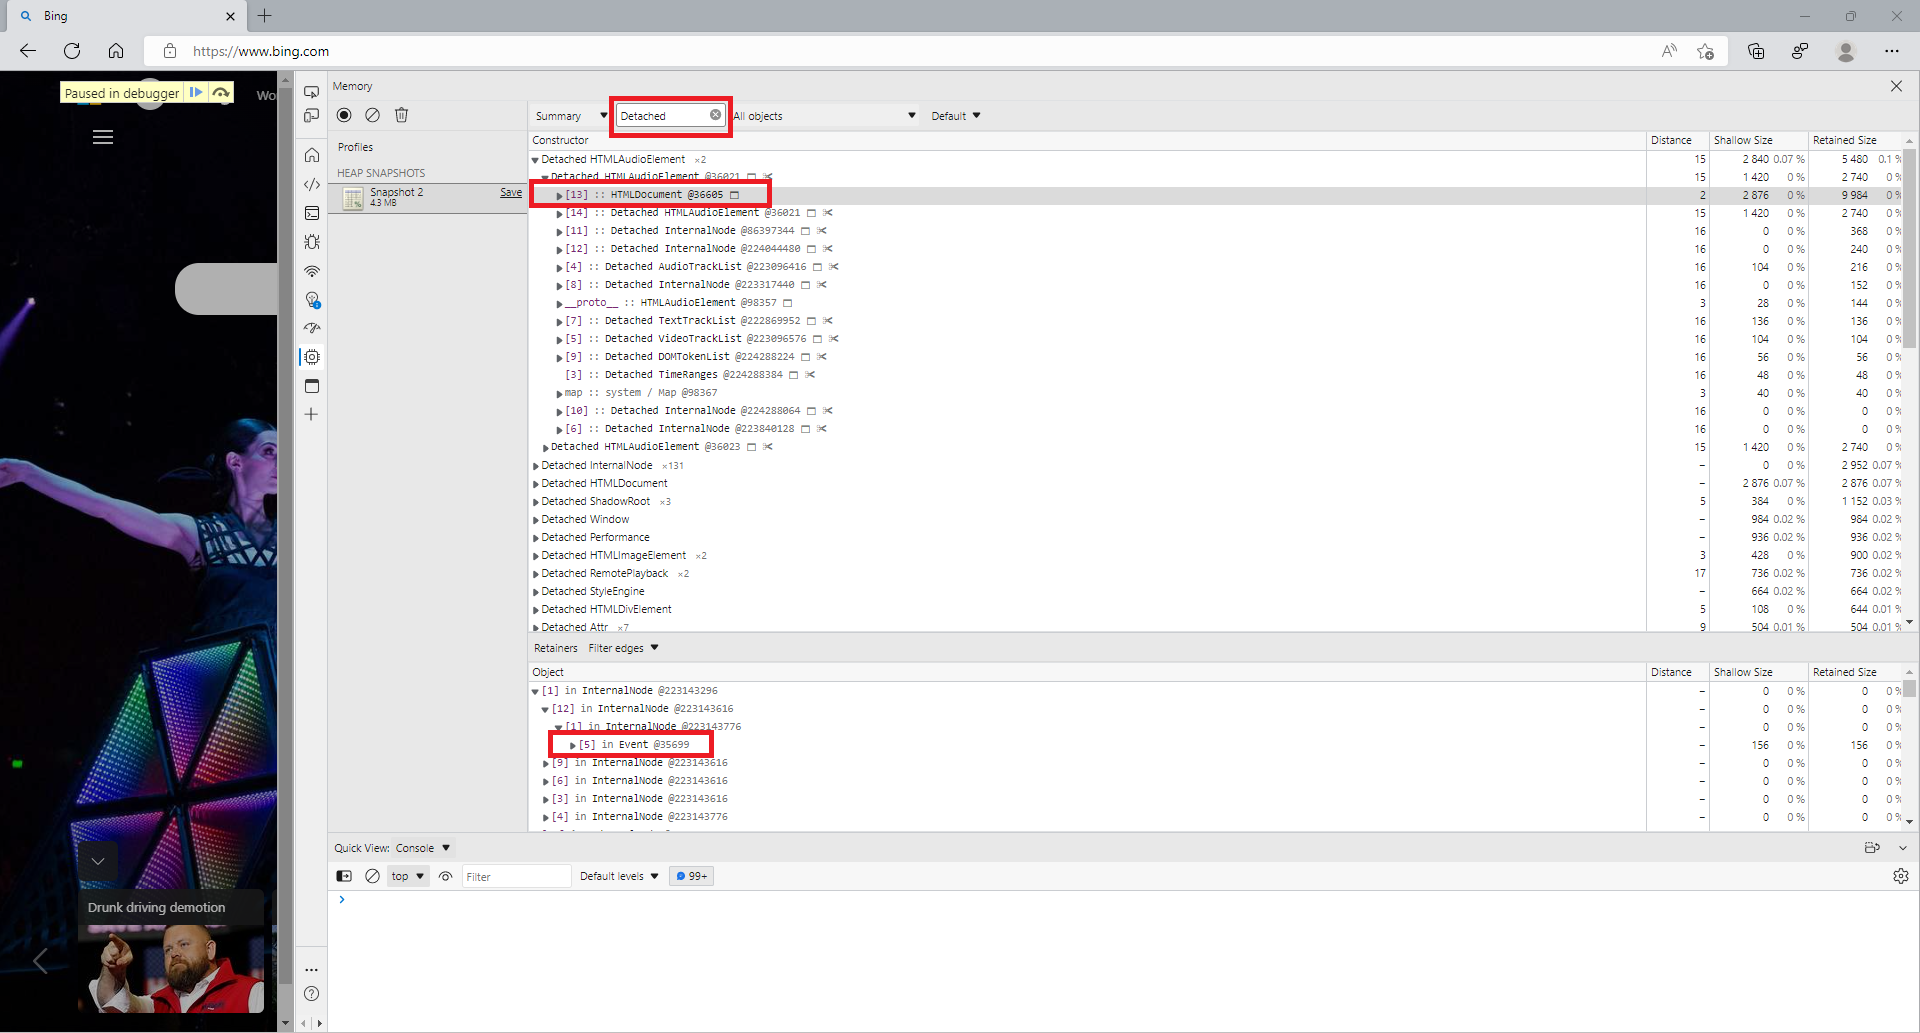 Bing
https://www.bing.com
Paused in debugger
Wo
Memory
Summary
Detached
All objects
Default
Profiles
HEAP SNAPSHOTS
Snapshot 2
4.3 MB
Save
Constructor Distance Shallow Size Retained Size
Detached HTMLAudioElement ×2 15 2 840 0.07 % 5 480 0.1 %
Detached HTMLAudioElement @36021 15 1 420 0 % 2 740 0 %
[13] :: HTMLDocument @36605 2 2 876 0 % 9 984 0 %
[14] :: Detached HTMLAudioElement @36021 15 1 420 0 % 2 740 0 %
[11] :: Detached InternalNode @86397344 16 0 0 % 368 0 %
[12] :: Detached InternalNode @224044480 16 0 0 % 240 0 %
[4] :: Detached AudioTrackList @223096416 16 104 0 % 216 0 %
[8] :: Detached InternalNode @223317440 16 0 0 % 152 0 %
__proto__ :: HTMLAudioElement @98357 3 28 0 % 144 0 %
[7] :: Detached TextTrackList @222869952 16 136 0 % 136 0 %
[5] :: Detached VideoTrackList @223096576 16 104 0 % 104 0 %
[9] :: Detached DOMTokenList @224288224 16 56 0 % 56 0 %
[3] :: Detached TimeRanges @224288384 16 48 0 % 48 0 %
map :: system / Map @98367 3 40 0 % 40 0 %
[10] :: Detached InternalNode @224288064 16 0 0 % 0 0 %
[6] :: Detached InternalNode @223840128 16 0 0 % 0 0 %
Detached HTMLAudioElement @36023 15 1 420 0 % 2 740 0 %
Detached InternalNode ×131 – 0 0 % 2 952 0.07 %
Detached HTMLDocument – 2 876 0.07 % 2 876 0.07 %
Detached ShadowRoot ×3 5 384 0 % 1 152 0.03 %
Detached Window – 984 0.02 % 984 0.02 %
Detached Performance – 936 0.02 % 936 0.02 %
Detached HTMLImageElement ×2 3 428 0 % 900 0.02 %
Detached RemotePlayback ×2 17 736 0.02 % 736 0.02 %
Detached StyleEngine – 664 0.02 % 664 0.02 %
Detached HTMLDivElement 5 108 0 % 644 0.01 %
Detached Attr ×7 9 504 0.01 % 504 0.01 %
Retainers Filter edges
Object Distance Shallow Size Retained Size
[1] in InternalNode @223143296 – 0 0 % 0 0 %
[12] in InternalNode @223143616 – 0 0 % 0 0 %
[1] in InternalNode @223143776 – 0 0 % 0 0 %
[5] in Event @35699 – 156 0 % 156 0 %
[9] in InternalNode @223143616 – 0 0 % 0 0 %
[6] in InternalNode @223143616 – 0 0 % 0 0 %
[3] in InternalNode @223143616 – 0 0 % 0 0 %
[4] in InternalNode @223143776 – 0 0 % 0 0 %
Quick View: Console
top
Filter
Default levels
99+
Drunk driving demotion